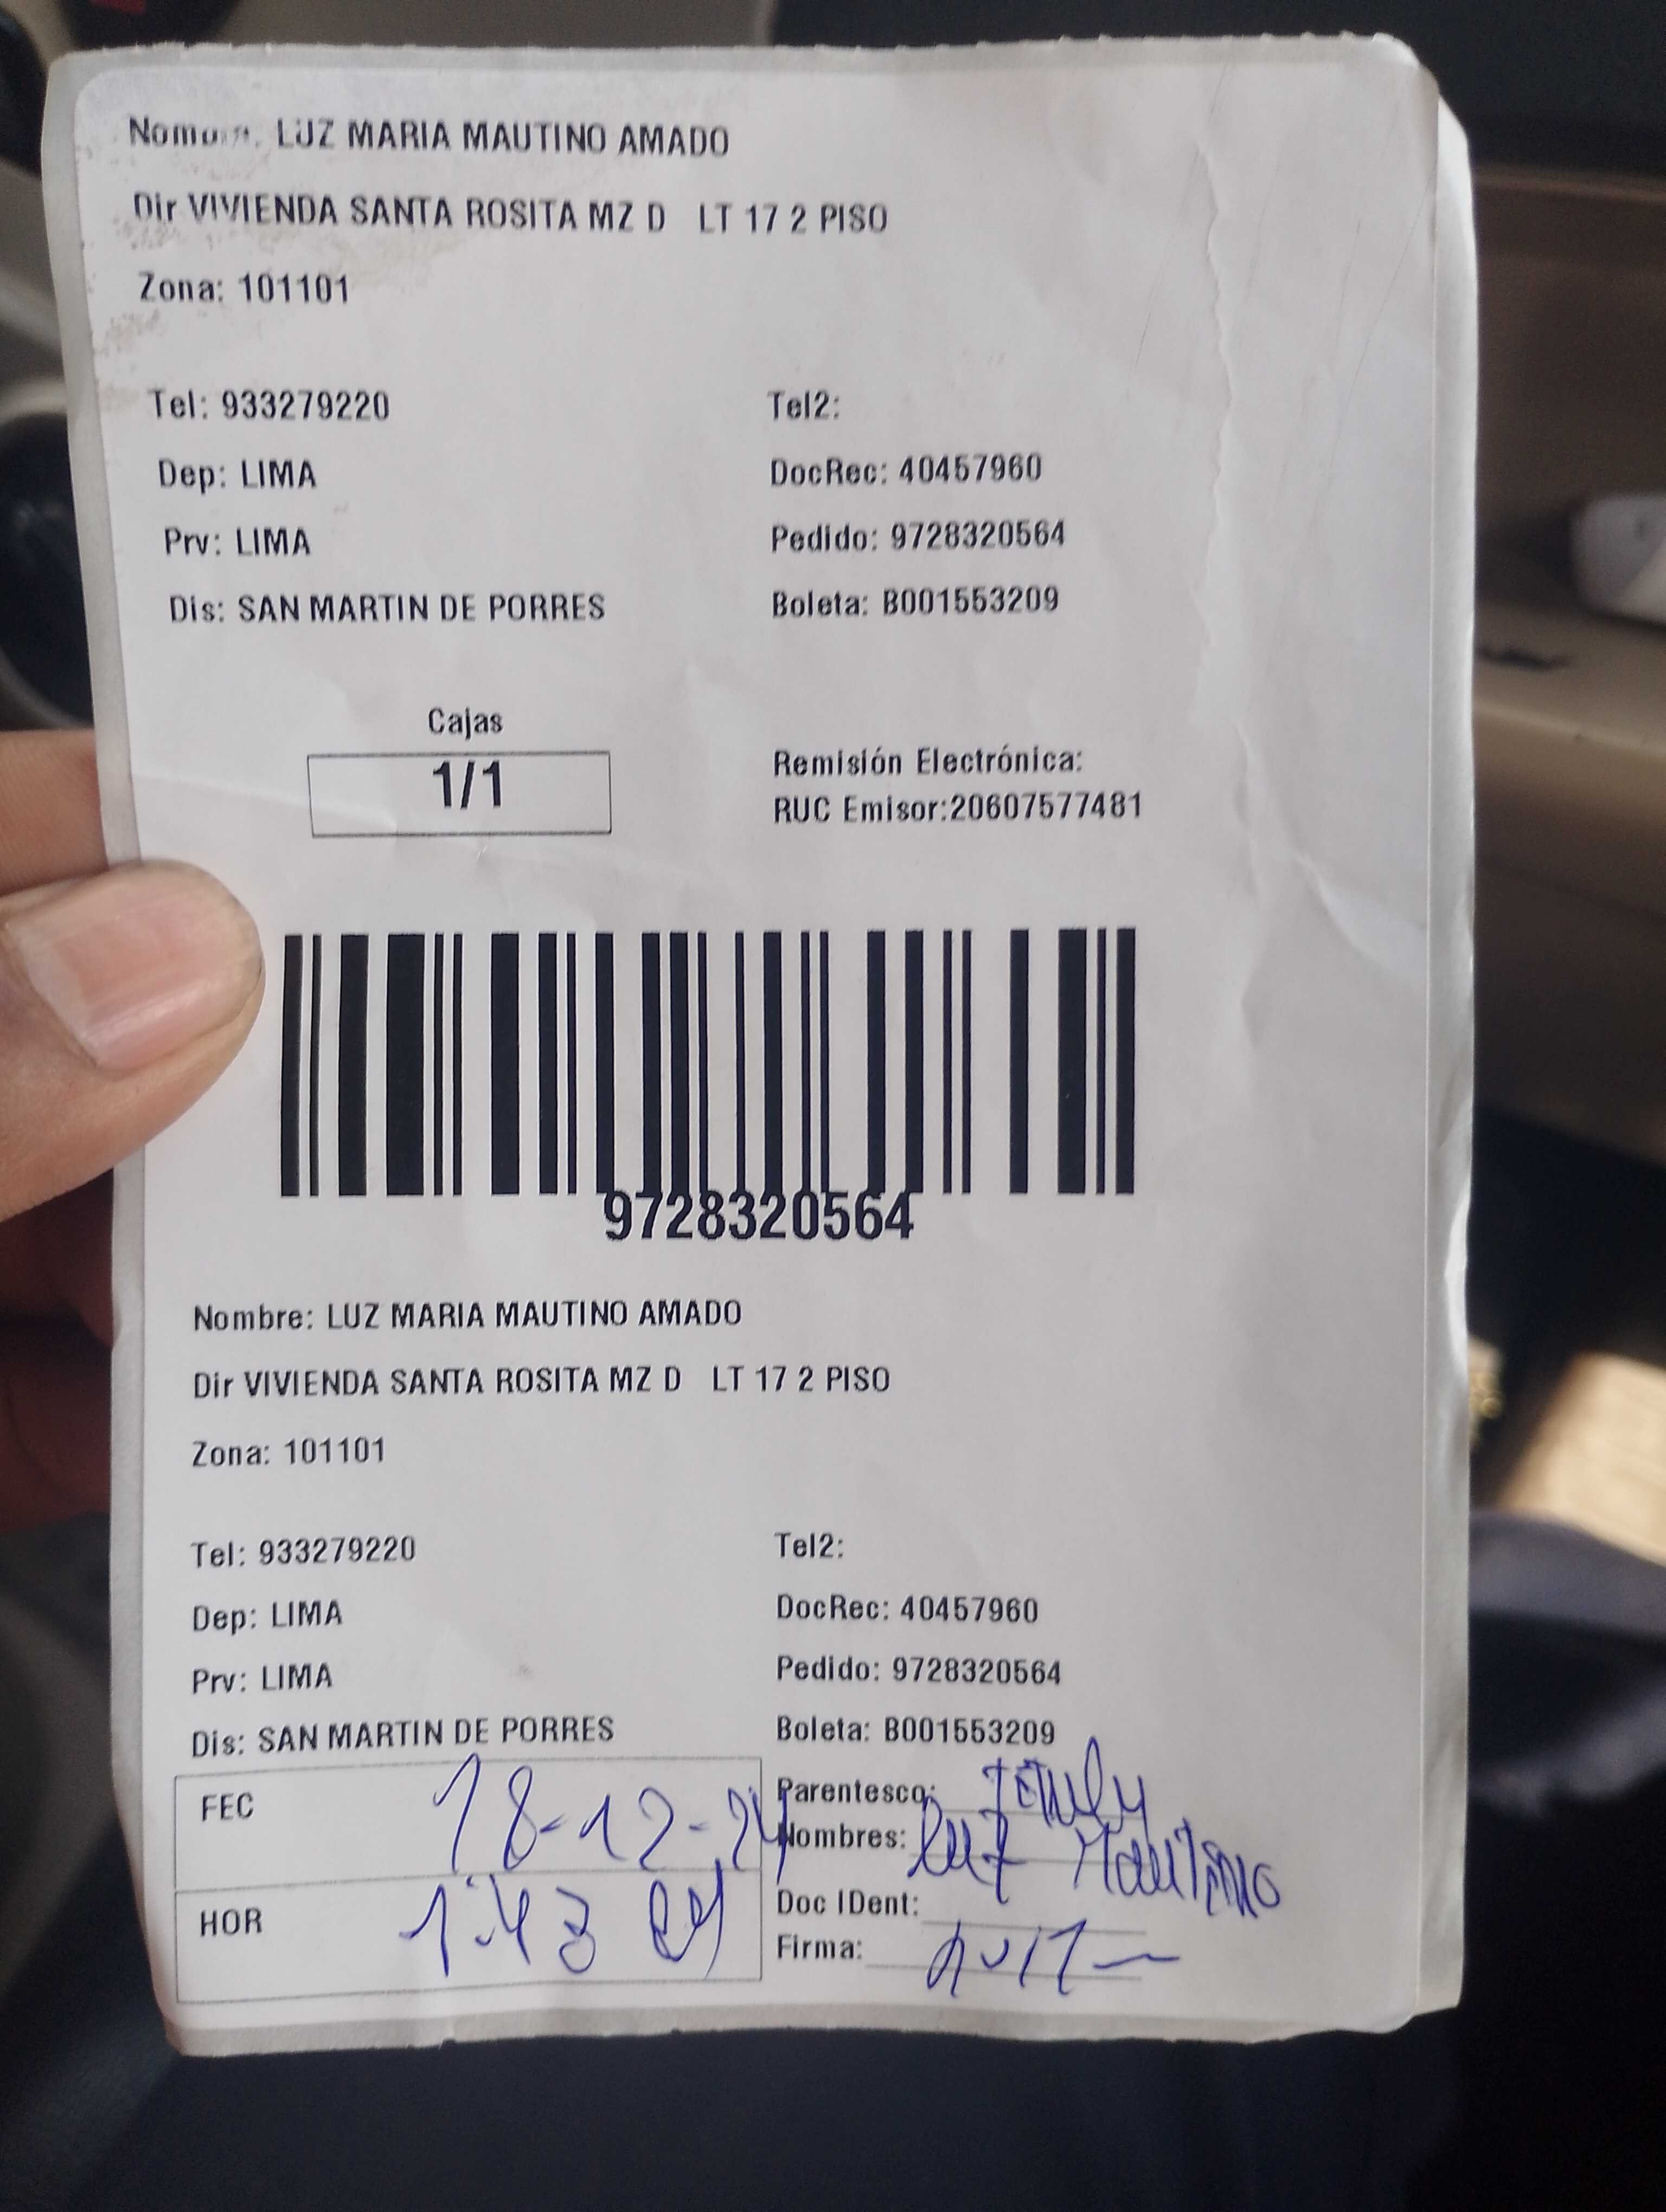 Nombre: LUZ MARIA MAUTINO AMADO
Dir VIVIENDA SANTA ROSITA MZ D LT 17 2 PISO
Zona: 101101
Tel: 933279220 Tel2:
Dep: LIMA DocRec: 40457960
Prv: LIMA Pedido: 9728320564
Dis: SAN MARTIN DE PORRES Boleta: B001553209
Cajas
1/1
Remisión Electrónica:
RUC Emisor:20607577481
9728320564
Nombre: LUZ MARIA MAUTINO AMADO
Dir VIVIENDA SANTA ROSITA MZ D LT 17 2 PISO
Zona: 101101
Tel: 933279220 Tel2:
Dep: LIMA DocRec: 40457960
Prv: LIMA Pedido: 9728320564
Dis: SAN MARTIN DE PORRES Boleta: B001553209
FEC 18-12-24
HOR 1:43
Parentesco:
Nombres: Luz Mautino
Doc IDent:
Firma: